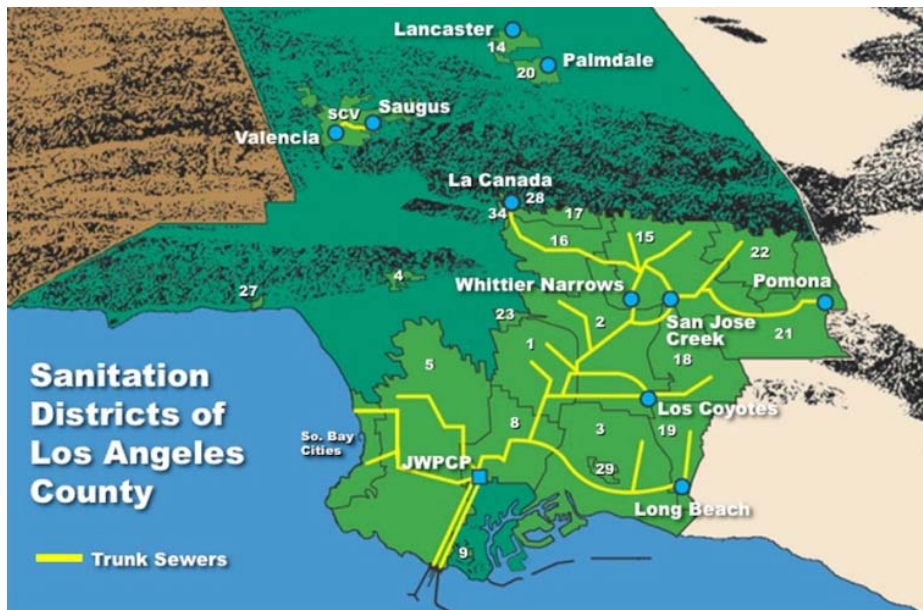 Lancaster
14
Palmdale
20
SCV
Saugus
Valencia
La Canada
28
34
17
16
15
22
4
27
Whittier Narrows
Pomona
23
2
San Jose
Creek
21
1
5
18
Sanitation
Districts of
Los Angeles
County
Los Coyotes
8
3
19
So. Bay
Cities
JWPCP
29
Long Beach
9
Trunk Sewers